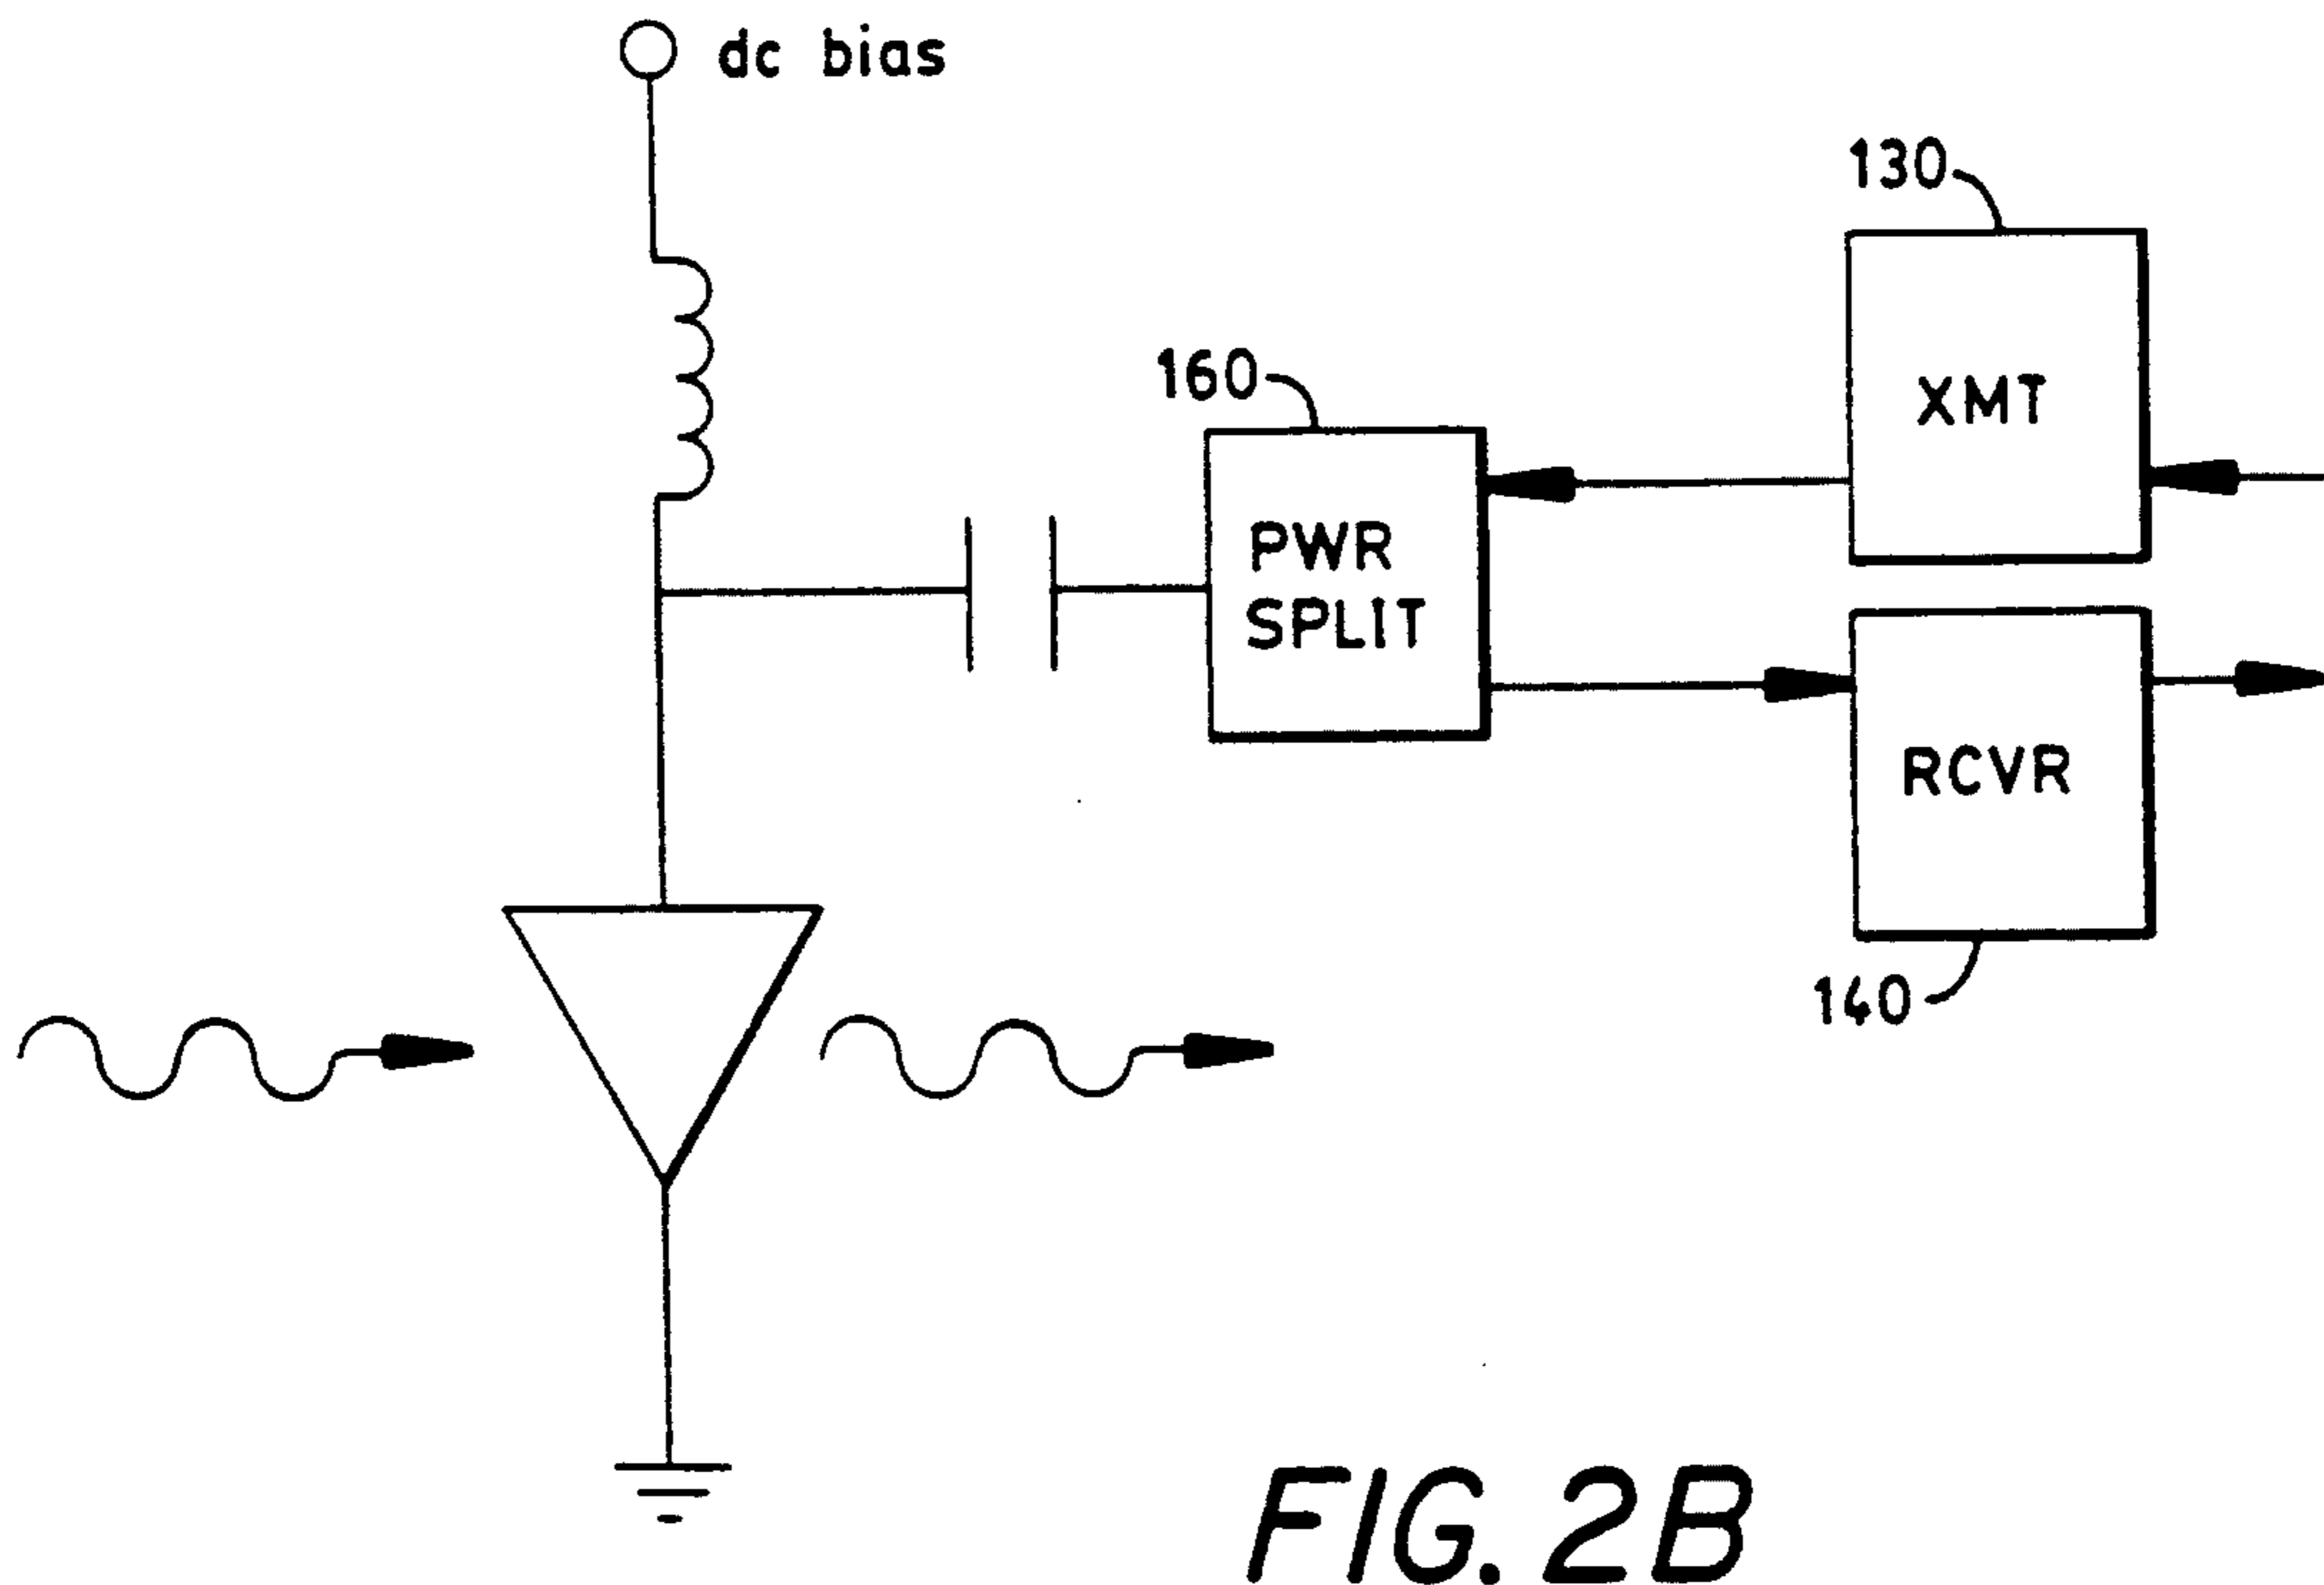 dc bias
130
XMT
160
PWR
SPLIT
RCVR
140
FIG. 2B